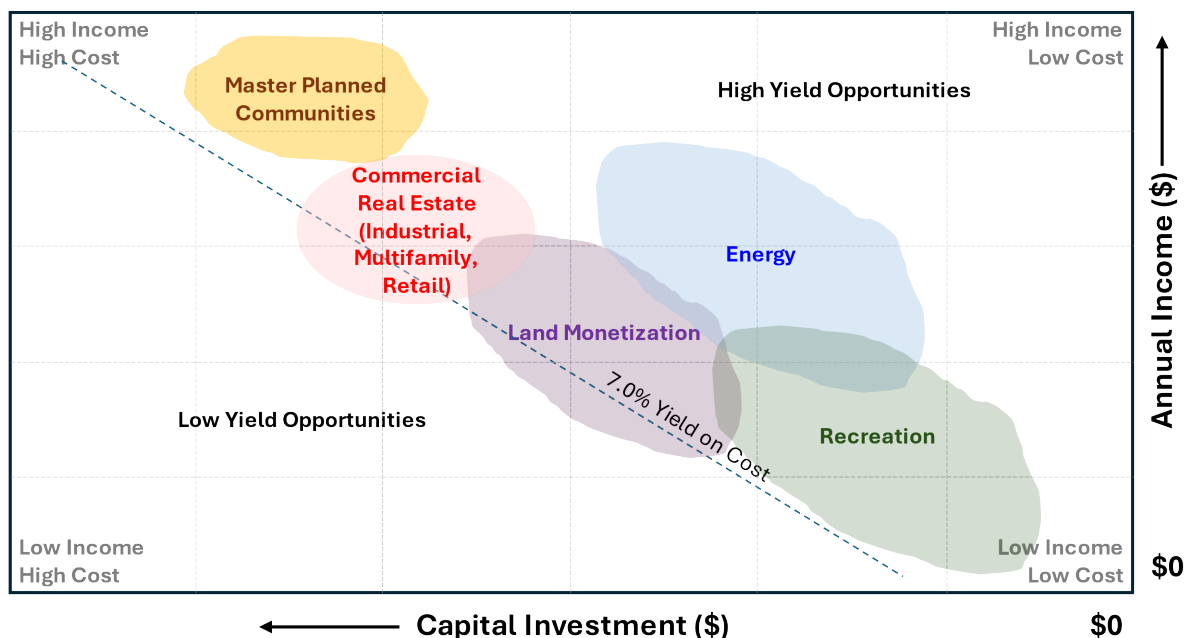 High Income
High Cost
High Income
Low Cost
Master Planned
Communities
High Yield Opportunities
Commercial
Real Estate
(Industrial,
Multifamily,
Retail)
Energy
Land Monetization
7.0% Yield on Cost
Low Yield Opportunities
Recreation
Low Income
High Cost
Low Income
Low Cost
Annual Income ($)
$0
Capital Investment ($)
$0